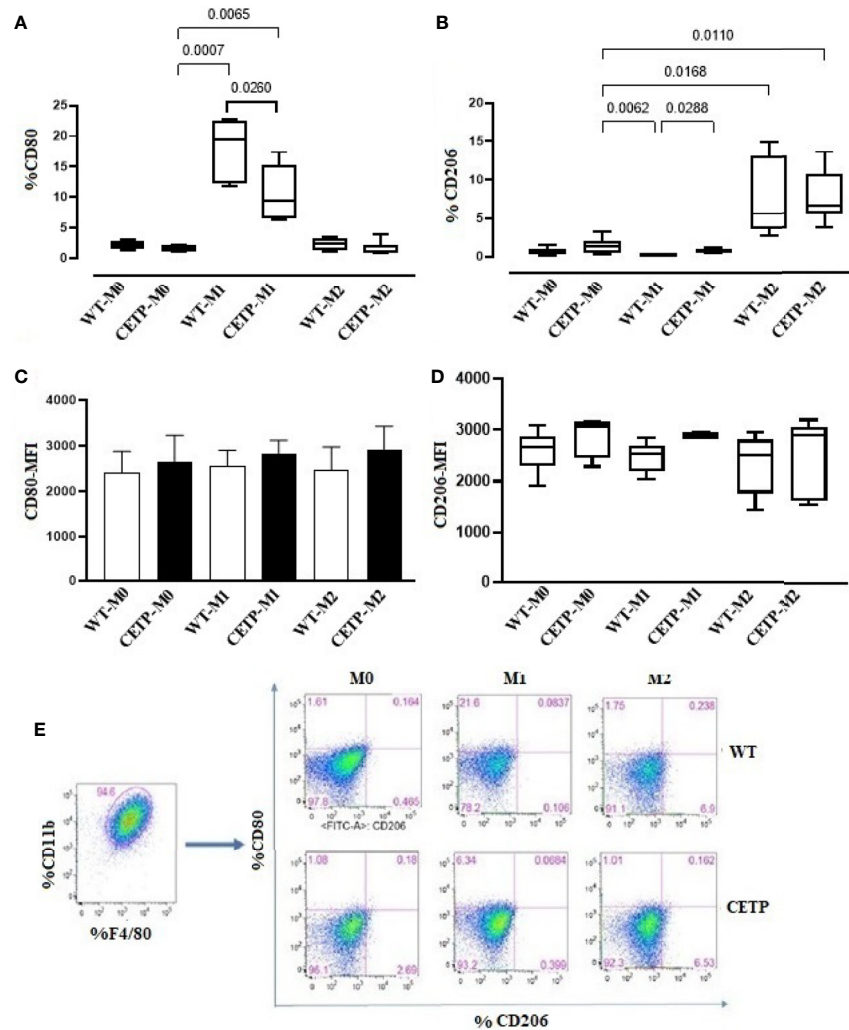 A
0.0065
0.0007
0.0260
%CD80
25
20
15
10
5
0
WT-M0
CETP-M0
WT-M1
CETP-M1
WT-M2
CETP-M2
B
0.0110
0.0168
0.0062
0.0288
% CD206
20
15
10
5
0
WT-M0
CETP-M0
WT-M1
CETP-M1
WT-M2
CETP-M2
C
CD80-MFI
4000
3000
2000
1000
0
WT-M0
CETP-M0
WT-M1
CETP-M1
WT-M2
CETP-M2
D
CD206-MFI
4000
3000
2000
1000
0
WT-M0
CETP-M0
WT-M1
CETP-M1
WT-M2
CETP-M2
E
M0 M1 M2
94.6
%CD11b
%F4/80
%CD80
1.61 0.164
97.8 0.465
<FITC-A>: CD206
21.6 0.0837
78.2 0.106
1.75 0.238
91.1 6.9
WT
1.08 0.18
96.1 2.69
6.34 0.0684
93.2 0.399
1.01 0.162
92.3 6.53
CETP
% CD206